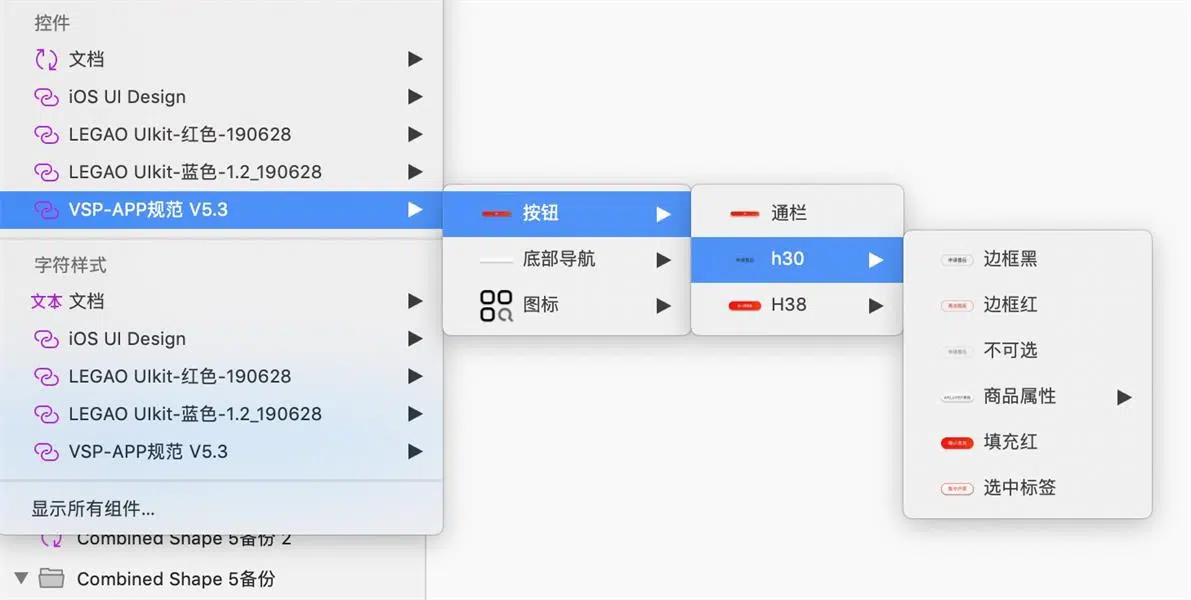 控件
文档
iOS UI Design
LEGAO UIkit-红色-190628
LEGAO UIkit-蓝色-1.2_190628
VSP-APP规范 V5.3
字符样式
文本 文档
iOS UI Design
LEGAO UIkit-红色-190628
LEGAO UIkit-蓝色-1.2_190628
VSP-APP规范 V5.3
显示所有组件...
Combined Shape 5备份 2
Combined Shape 5备份
按钮
底部导航
图标
通栏
h30
H38
边框黑
边框红
不可选
商品属性
填充红
选中标签